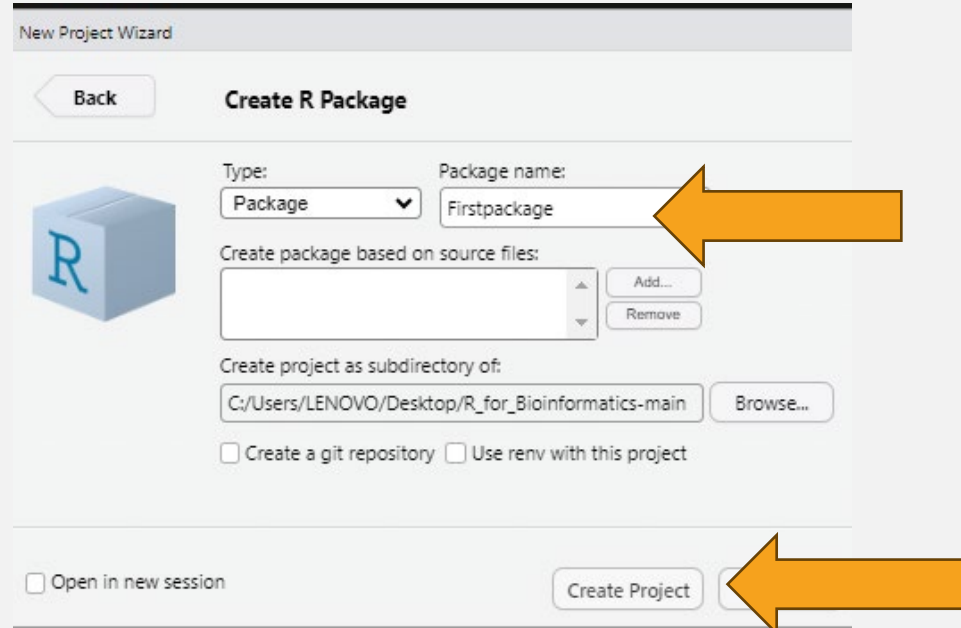 New Project Wizard
Back
Create R Package
R
Type:
Package name:
Package
Firstpackage
Create package based on source files:
Add...
Remove
Create project as subdirectory of:
C:/Users/LENOVO/Desktop/R_for_Bioinformatics-main
Browse...
Create a git repository
Use renv with this project
Open in new session
Create Project